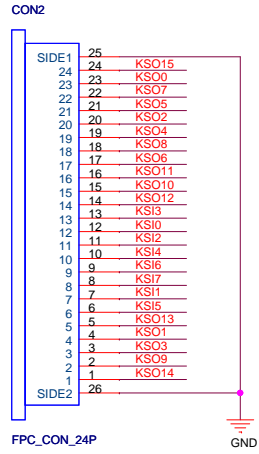 CON2
SIDE1 25
24 24 KSO15
23 23 KSO0
22 22 KSO7
21 21 KSO5
20 20 KSO2
19 19 KSO4
18 18 KSO8
17 17 KSO6
16 16 KSO11
15 15 KSO10
14 14 KSO12
13 13 KSI3
12 12 KSI0
11 11 KSI2
10 10 KSI4
9 9 KSI6
8 8 KSI7
7 7 KSI1
6 6 KSI5
5 5 KSO13
4 4 KSO1
3 3 KSO3
2 2 KSO9
1 1 KSO14
SIDE2 26
FPC_CON_24P
GND